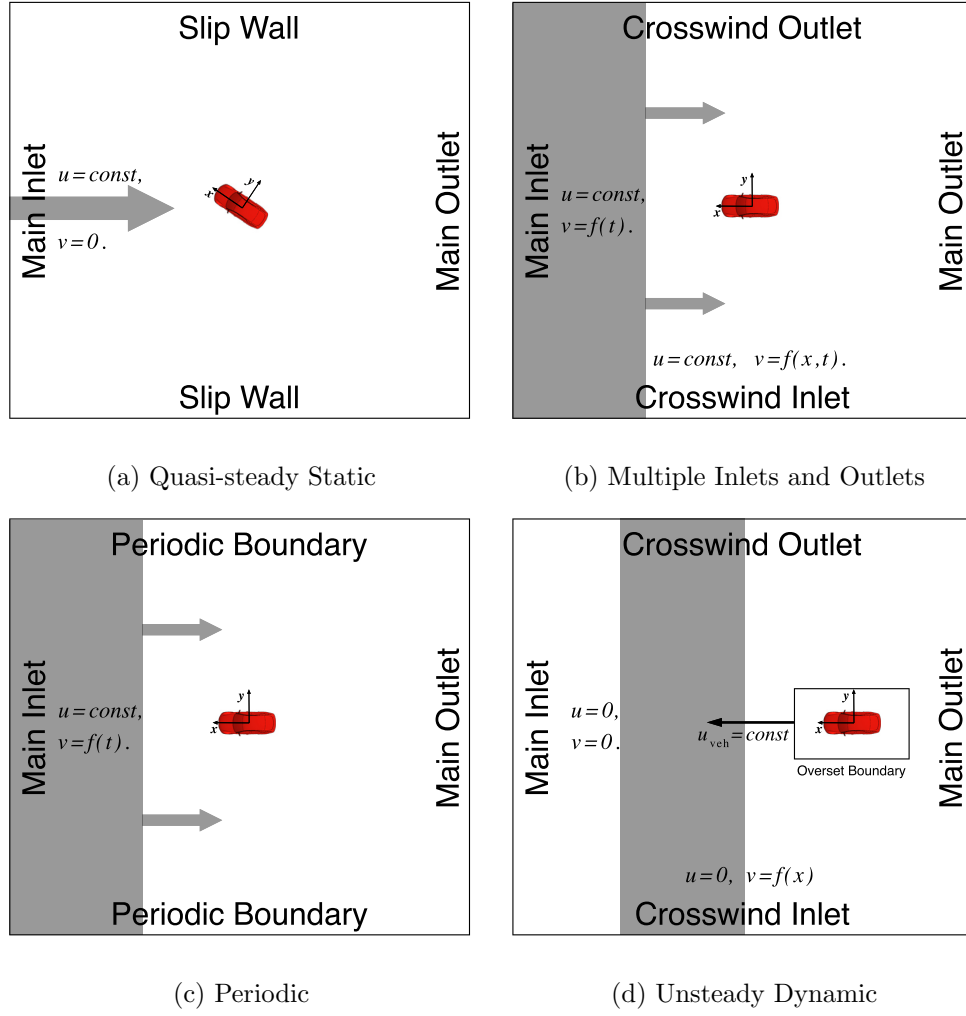 Slip Wall
Main Inlet
u=const,
v=0.
x
y
Main Outlet
Slip Wall
(a) Quasi-steady Static
Crosswind Outlet
Main Inlet
u=const,
v=f(t).
x
y
Main Outlet
u=const, v=f(x,t).
Crosswind Inlet
(b) Multiple Inlets and Outlets
Periodic Boundary
Main Inlet
u=const,
v=f(t).
x
y
Main Outlet
Periodic Boundary
(c) Periodic
Crosswind Outlet
Main Inlet
u=0,
v=0.
u_veh=const
x
y
Overset Boundary
Main Outlet
u=0, v=f(x)
Crosswind Inlet
(d) Unsteady Dynamic